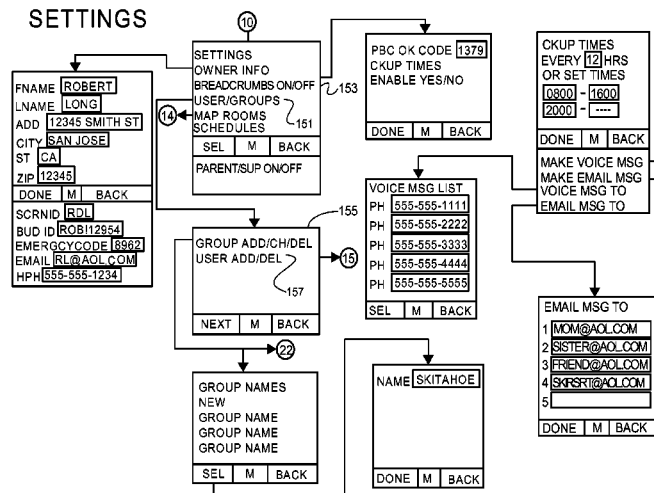 SETTINGS
10
FNAME ROBERT
LNAME LONG
ADD 12345 SMITH ST
CITY SAN JOSE
ST CA
ZIP 12345
DONE M BACK
SCRNID RDL
BUD ID ROB!12954
EMERGCYCODE 8962
EMAIL RL@AOL.COM
HPH 555-555-1234
SETTINGS
OWNER INFO
BREADCRUMBS ON/OFF
USER/GROUPS
MAP ROOMS
SCHEDULES
SEL M BACK
PARENT/SUP ON/OFF
153
151
14
PBC OK CODE 1379
CKUP TIMES
ENABLE YES/NO
DONE M BACK
CKUP TIMES
EVERY 12 HRS
OR SET TIMES
0800 - 1600
2000 - ----
DONE M BACK
MAKE VOICE MSG
MAKE EMAIL MSG
VOICE MSG TO
EMAIL MSG TO
VOICE MSG LIST
PH 555-555-1111
PH 555-555-2222
PH 555-555-3333
PH 555-555-4444
PH 555-555-5555
SEL M BACK
155
GROUP ADD/CH/DEL
USER ADD/DEL
157
NEXT M BACK
15
22
EMAIL MSG TO
1 MOM@AOL.COM
2 SISTER@AOL.COM
3 FRIEND@AOL.COM
4 SKIRSRT@AOL.COM
5
DONE M BACK
GROUP NAMES
NEW
GROUP NAME
GROUP NAME
GROUP NAME
SEL M BACK
NAME SKITAHOE
DONE M BACK